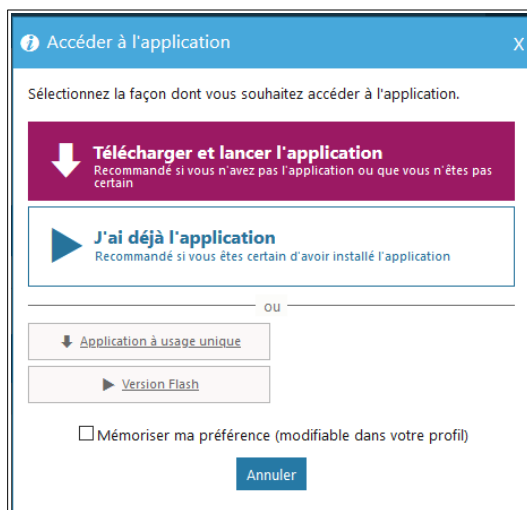 Accéder à l'application X
Sélectionnez la façon dont vous souhaitez accéder à l'application.
Télécharger et lancer l'application
Recommandé si vous n'avez pas l'application ou que vous n'êtes pas
certain
J'ai déjà l'application
Recommandé si vous êtes certain d'avoir installé l'application
ou
Application à usage unique
Version Flash
Mémoriser ma préférence (modifiable dans votre profil)
Annuler